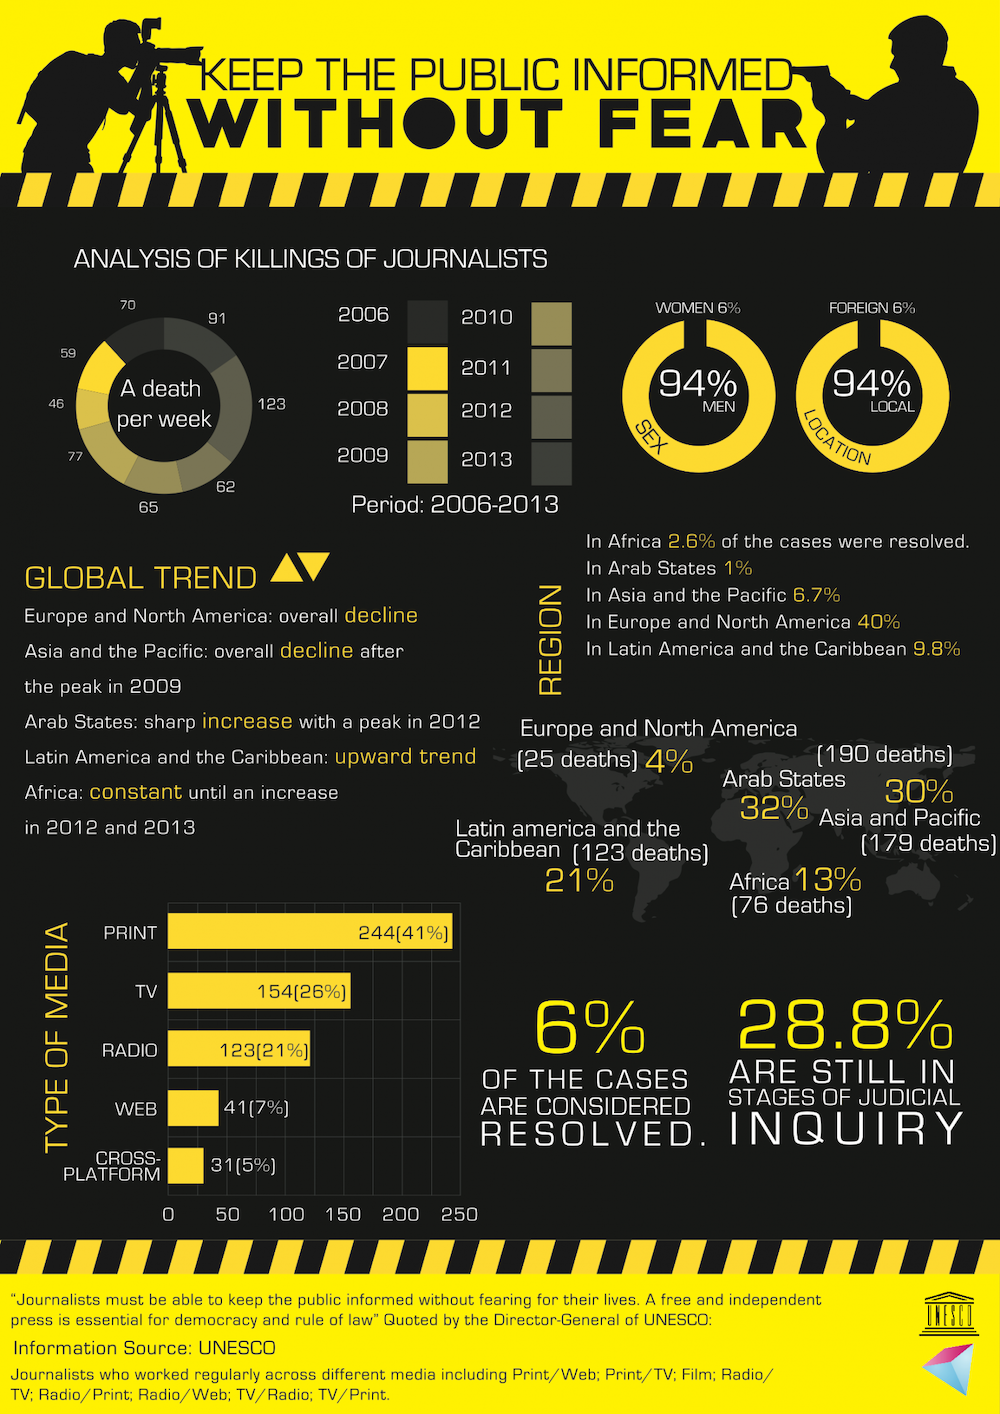 KEEP THE PUBLIC INFORMED
WITHOUT FEAR
ANALYSIS OF KILLINGS OF JOURNALISTS
70
91
59
46
123
77
62
65
A death
per week
2006
2007
2008
2009
2010
2011
2012
2013
Period: 2006-2013
WOMEN 6%
94%
MEN
SEX
FOREIGN 6%
94%
LOCAL
LOCATION
GLOBAL TREND
Europe and North America: overall decline
Asia and the Pacific: overall decline after
the peak in 2009
Arab States: sharp increase with a peak in 2012
Latin America and the Caribbean: upward trend
Africa: constant until an increase
in 2012 and 2013
REGION
In Africa 2.6% of the cases were resolved.
In Arab States 1%
In Asia and the Pacific 6.7%
In Europe and North America 40%
In Latin America and the Caribbean 9.8%
Europe and North America
(25 deaths) 4%
(190 deaths)
Arab States
32%
30%
Asia and Pacific
(179 deaths)
Latin america and the
Caribbean (123 deaths)
21%
Africa 13%
(76 deaths)
TYPE OF MEDIA
PRINT
244(41%)
TV
154(26%)
RADIO
123(21%)
WEB
41(7%)
CROSS-
PLATFORM
31(5%)
0 50 100 150 200 250
6%
OF THE CASES
ARE CONSIDERED
RESOLVED.
28.8%
ARE STILL IN
STAGES OF JUDICIAL
INQUIRY
"Journalists must be able to keep the public informed without fearing for their lives. A free and independent
press is essential for democracy and rule of law" Quoted by the Director-General of UNESCO:
Information Source: UNESCO
Journalists who worked regularly across different media including Print/Web; Print/TV; Film; Radio/
TV; Radio/Print; Radio/Web; TV/Radio; TV/Print.
UNESCO